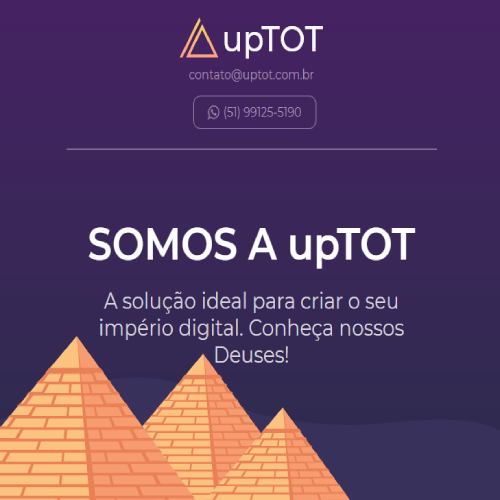 upTOT
contato@uptot.com.br
(51) 99125-5190
SOMOS A upTOT
A solução ideal para criar o seu
império digital. Conheça nossos
Deuses!